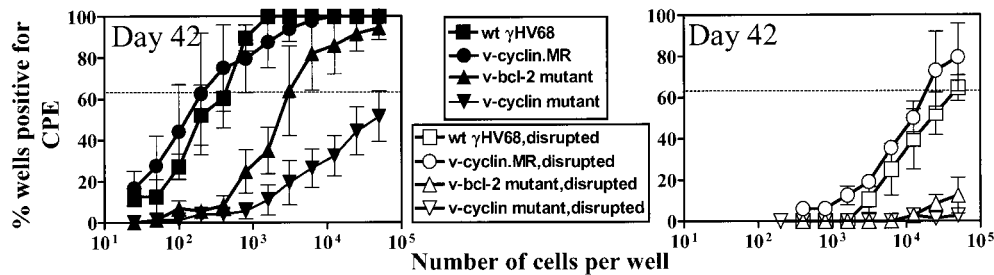 % wells positive for
CPE
100
80
60
40
20
0
Day 42
10¹ 10² 10³ 10⁴ 10⁵
wt γHV68
v-cyclin.MR
v-bcl-2 mutant
v-cyclin mutant
wt γHV68,disrupted
v-cyclin.MR,disrupted
v-bcl-2 mutant,disrupted
v-cyclin mutant,disrupted
100
80
60
40
20
0
Day 42
10¹ 10² 10³ 10⁴ 10⁵
Number of cells per well